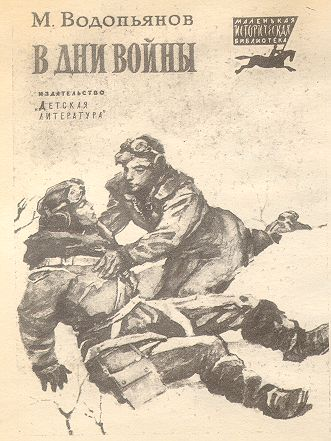 М. Водопьянов
МАЛЕНЬКАЯ
ИСТОРИЧЕСКАЯ
БИБЛИОТЕКА
В ДНИ ВОЙНЫ
ИЗДАТЕЛЬСТВО
„ДЕТСКАЯ
ЛИТЕРАТУРА"